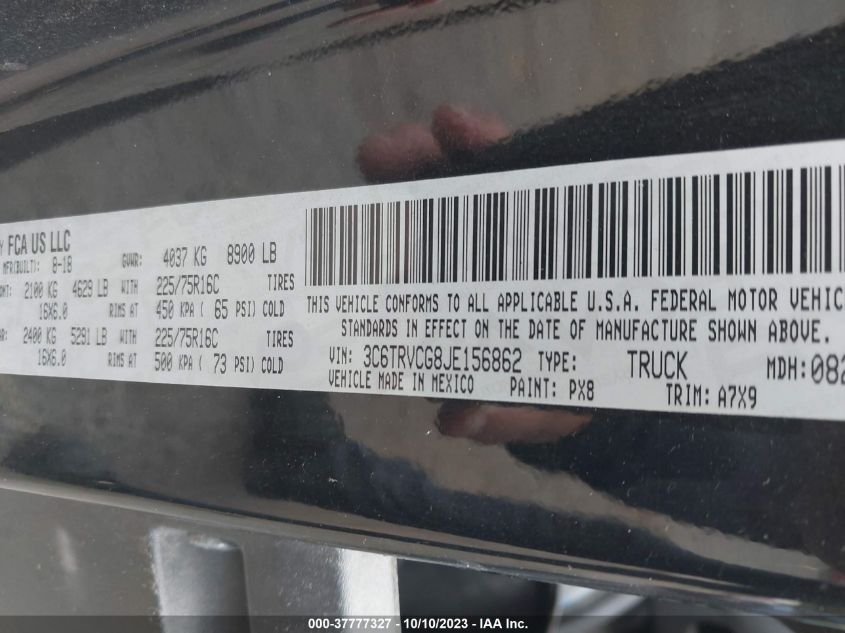 Y FCA US LLC
MFR(BUILT): 8-18 GVWR: 4037 KG 8900 LB
2100 KG 4629 LB WITH 225/75R16C TIRES
16X6.0 RIMS AT 450 KPA ( 65 PSI) COLD
2400 KG 5291 LB WITH 225/75R16C TIRES
16X6.0 RIMS AT 500 KPA ( 73 PSI) COLD
THIS VEHICLE CONFORMS TO ALL APPLICABLE U.S.A. FEDERAL MOTOR VEHIC
STANDARDS IN EFFECT ON THE DATE OF MANUFACTURE SHOWN ABOVE.
VIN: 3C6TRVCG8JE156862 TYPE: TRUCK MDH:082
VEHICLE MADE IN MEXICO PAINT: PX8 TRIM: A7X9
000-37777327 - 10/10/2023 - IAA Inc.